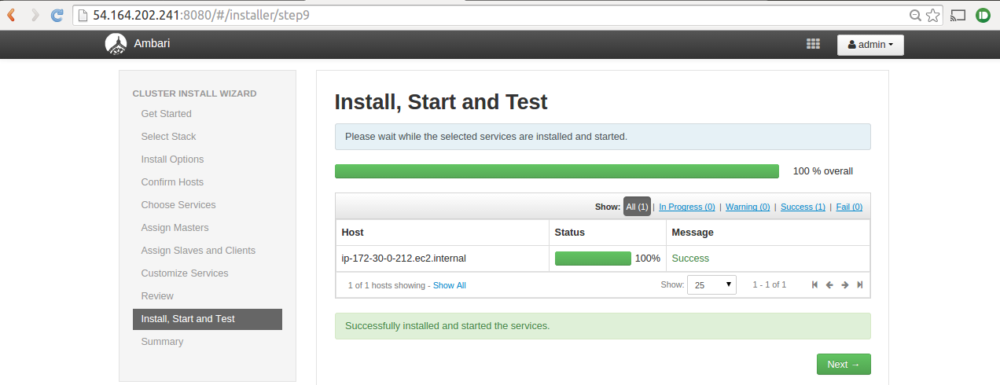 54.164.202.241:8080/#/installer/step9
Ambari
admin
CLUSTER INSTALL WIZARD
Get Started
Select Stack
Install Options
Confirm Hosts
Choose Services
Assign Masters
Assign Slaves and Clients
Customize Services
Review
Install, Start and Test
Summary
Install, Start and Test
Please wait while the selected services are installed and started.
100 % overall
Show: All (1) | In Progress (0) | Warning (0) | Success (1) | Fail (0)
Host Status Message
ip-172-30-0-212.ec2.internal 100% Success
1 of 1 hosts showing - Show All Show: 25 1 - 1 of 1
Successfully installed and started the services.
Next →